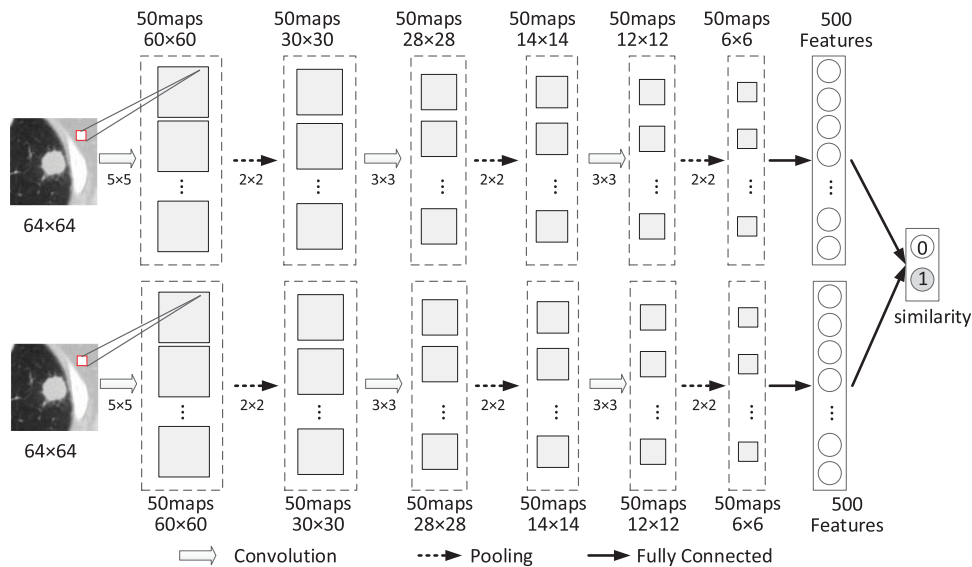 50maps 50maps 50maps 50maps 50maps 50maps 500
60×60 30×30 28×28 14×14 12×12 6×6 Features
5×5 2×2 3×3 2×2 3×3 2×2
64×64
0
1
similarity
5×5 2×2 3×3 2×2 3×3 2×2
64×64
50maps 50maps 50maps 50maps 50maps 50maps 500
60×60 30×30 28×28 14×14 12×12 6×6 Features
Convolution Pooling Fully Connected